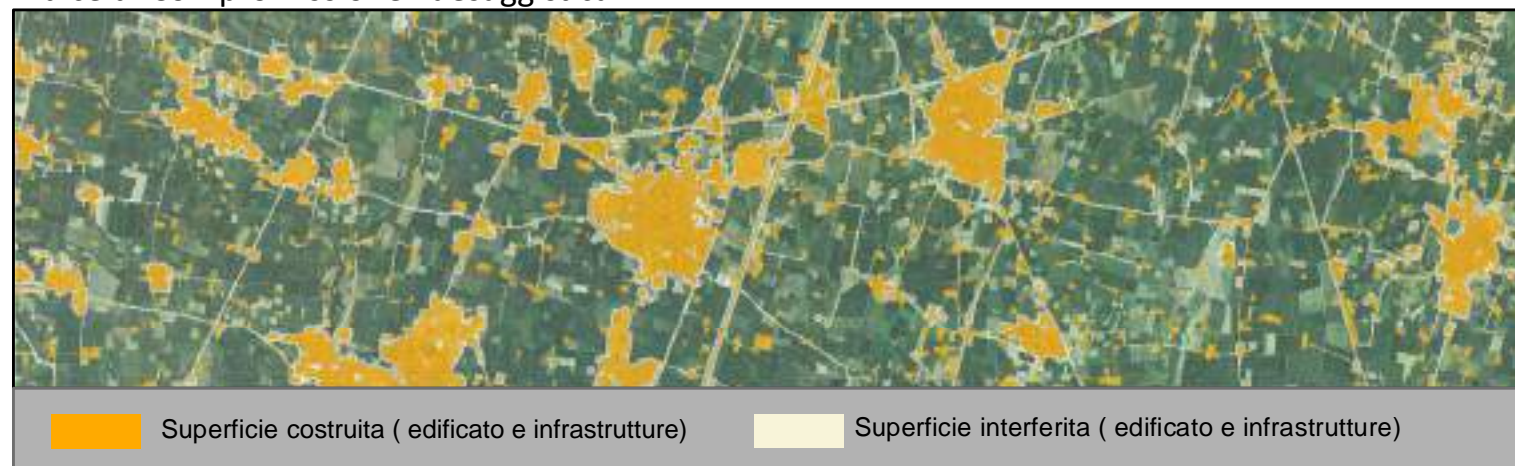 Superficie costruita ( edificato e infrastrutture)
Superficie interferita ( edificato e infrastrutture)